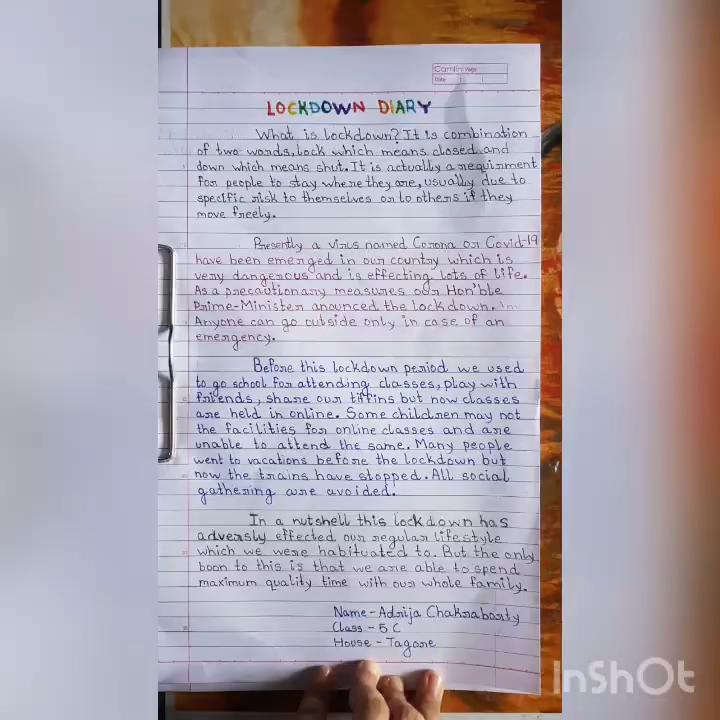 Camlin Page
Date
LOCKDOWN DIARY
What is lockdown? It is combination
of two words, lock which means closed and
down which means shut. It is actually a requirment
for people to stay where they are, usually due to
specific risk to themselves or to others if they
move freely.
Presently a virus named Corona or Covid-19
have been emerged in our country which is
very dangerous and is effecting lots of life.
As a precautionary measures our Hon'ble
Prime-Minister anounced the lockdown.
Anyone can go outside only in case of an
emergency.
Before this lockdown period we used
to go school for attending classes, play with
friends, share our tiffins but now classes
are held in online. Some children may not
the facilities for online classes and are
unable to attend the same. Many people
went to vacations before the lockdown but
now the trains have stopped. All social
gathering are avoided.
In a nutshell this lockdown has
adversly effected our regular lifestyle
which we were habituated to. But the only
boon to this is that we are able to spend
maximum quality time with our whole family.
Name - Adrija Chakraborty
Class - 5 C
House - Tagore
InShOt